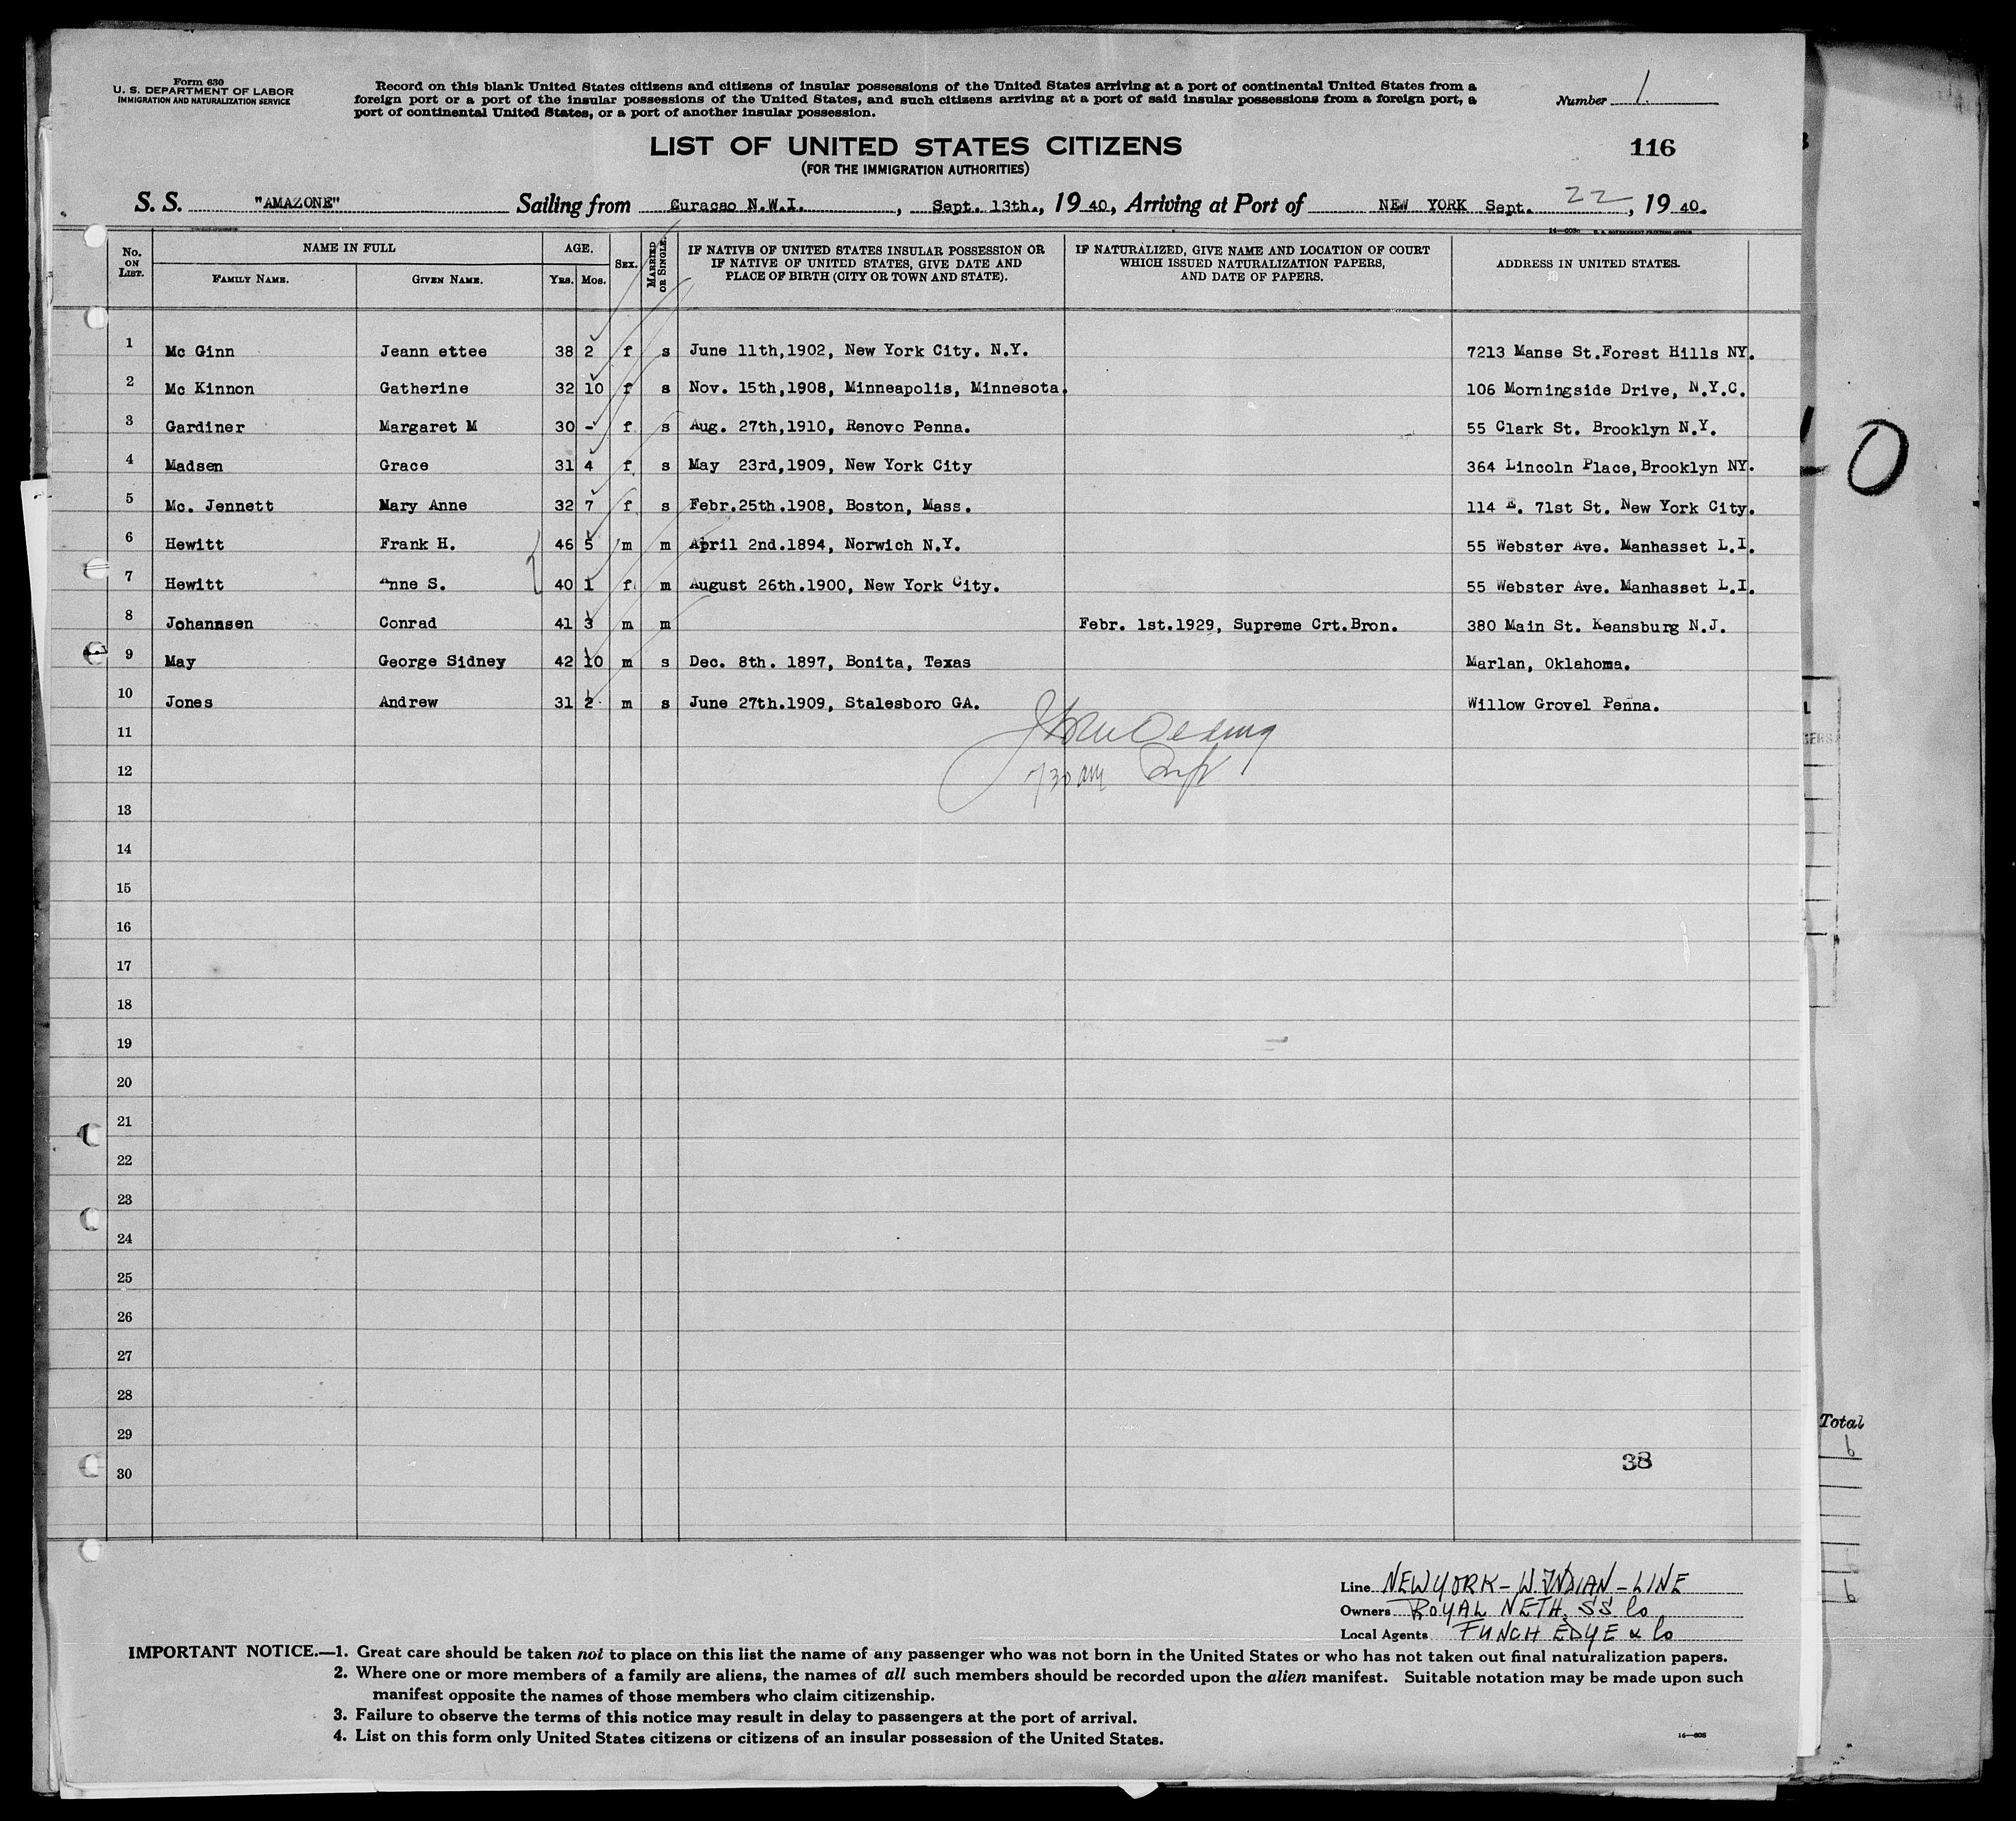 Form 630
U. S. DEPARTMENT OF LABOR
IMMIGRATION AND NATURALIZATION SERVICE
Record on this blank United States citizens and citizens of insular possessions of the United States arriving at a port of continental United States from a
foreign port or a port of the insular possessions of the United States, and such citizens arriving at a port of said insular possessions from a foreign port, a
port of continental United States, or a port of another insular possession.
Number 1.
LIST OF UNITED STATES CITIZENS
116
(FOR THE IMMIGRATION AUTHORITIES)
S. S. "AMAZONE" Sailing from Curacao N.W.I. , Sept. 13th., 19 40, Arriving at Port of NEW YORK Sept. 22, 19 40.
No. ON LIST. NAME IN FULL FAMILY NAME. GIVEN NAME. AGE. YRS. MOS. SEX. MARRIED OR SINGLE. IF NATIVE OF UNITED STATES INSULAR POSSESSION OR IF NATIVE OF UNITED STATES, GIVE DATE AND PLACE OF BIRTH (CITY OR TOWN AND STATE). IF NATURALIZED, GIVE NAME AND LOCATION OF COURT WHICH ISSUED NATURALIZATION PAPERS, AND DATE OF PAPERS. ADDRESS IN UNITED STATES.
1 Mc Ginn Jeann ettee 38 2 f s June 11th,1902, New York City. N.Y. 7213 Manse St.Forest Hills NY.
2 Mc Kinnon Gatherine 32 10 f s Nov. 15th,1908, Minneapolis, Minnesota. 106 Morningside Drive, N.Y.C.
3 Gardiner Margaret M 30 - f s Aug. 27th,1910, Renovo Penna. 55 Clark St. Brooklyn N.Y.
4 Madsen Grace 31 4 f s May 23rd,1909, New York City 364 Lincoln Place,Brooklyn NY.
5 Mc. Jennett Mary Anne 32 7 f s Febr.25th.1908, Boston, Mass. 114 E. 71st St. New York City.
6 Hewitt Frank H. 46 5 m m April 2nd.1894, Norwich N.Y. 55 Webster Ave. Manhasset L.I.
7 Hewitt Anne S. 40 1 f m August 26th.1900, New York City. 55 Webster Ave. Manhasset L.I.
8 Johannsen Conrad 41 3 m m Febr. 1st.1929, Supreme Crt.Bron. 380 Main St. Keansburg N.J.
9 May George Sidney 42 10 m s Dec. 8th. 1897, Bonita, Texas Marlan, Oklahoma.
10 Jones Andrew 31 2 m s June 27th.1909, Stalesboro GA. Willow Grovel Penna.
11
12 730 am
13
14
15
16
17
18
19
20
21
22
23
24
25
26
27
28
29
30
38
Total
Line NEWYORK - W. INDIAN - LINE
Owners ROYAL NETH. SS Co
Local Agents FUNCH EDYE & Co
IMPORTANT NOTICE.—1. Great care should be taken not to place on this list the name of any passenger who was not born in the United States or who has not taken out final naturalization papers.
2. Where one or more members of a family are aliens, the names of all such members should be recorded upon the alien manifest. Suitable notation may be made upon such
manifest opposite the names of those members who claim citizenship.
3. Failure to observe the terms of this notice may result in delay to passengers at the port of arrival.
4. List on this form only United States citizens or citizens of an insular possession of the United States.